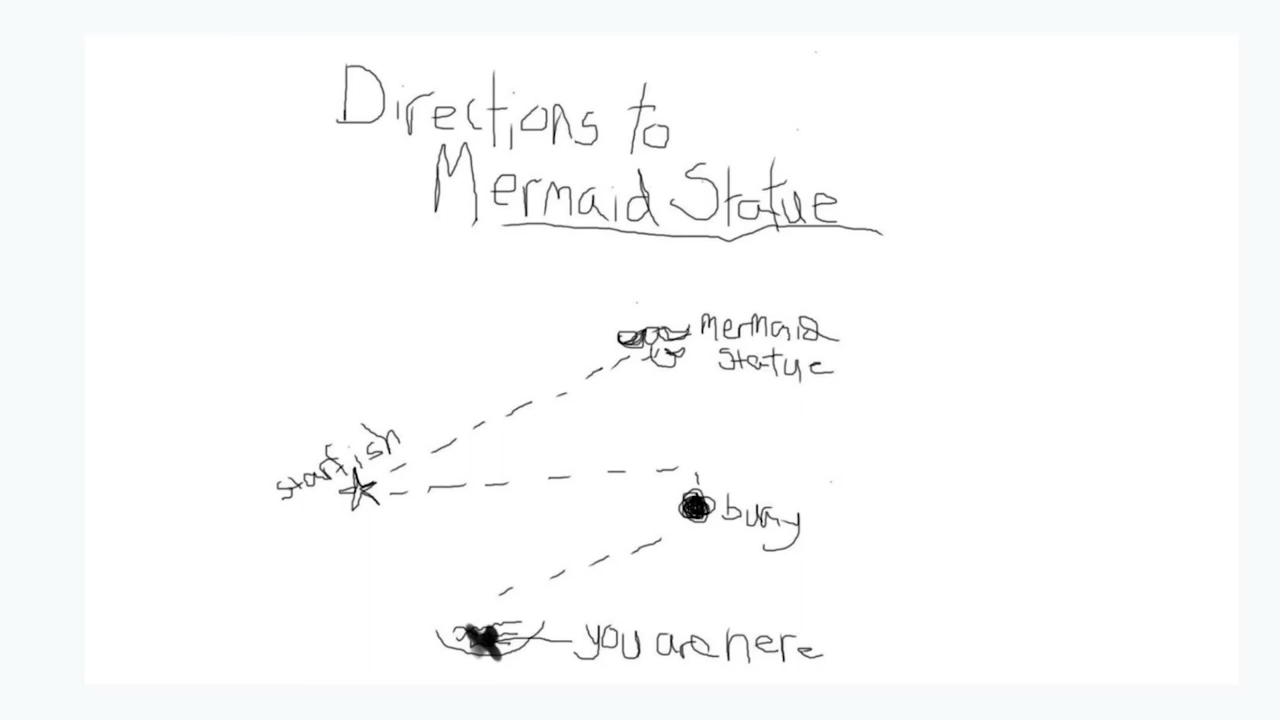 Directions to
Mermaid Statue
Mermaid
Statue
starfish
buoy
you are here